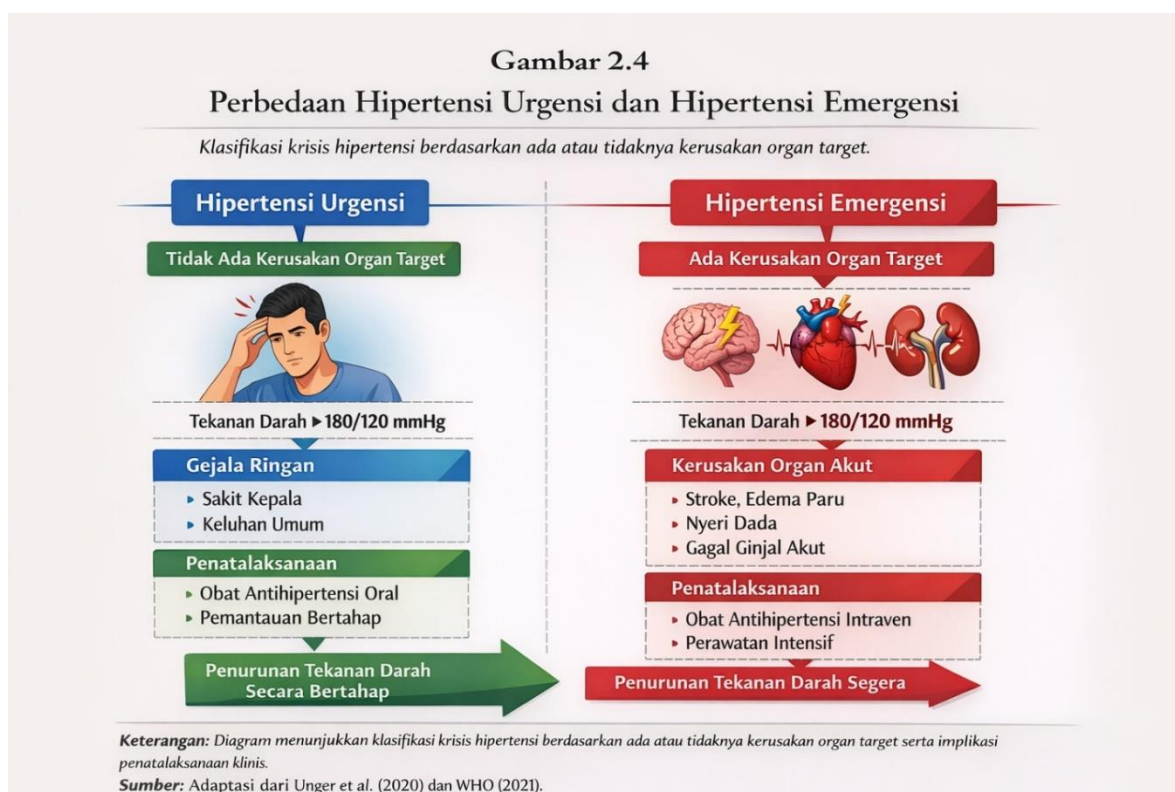 Gambar 2.4
Perbedaan Hipertensi Urgensi dan Hipertensi Emergensi
Klasifikasi krisis hipertensi berdasarkan ada atau tidaknya kerusakan organ target.
Hipertensi Urgensi
Tidak Ada Kerusakan Organ Target
Tekanan Darah ▸ 180/120 mmHg
Gejala Ringan
▸ Sakit Kepala
▸ Keluhan Umum
Penatalaksanaan
▸ Obat Antihipertensi Oral
▸ Pemantauan Bertahap
Penurunan Tekanan Darah
Secara Bertahap
Hipertensi Emergensi
Ada Kerusakan Organ Target
Tekanan Darah ▸ 180/120 mmHg
Kerusakan Organ Akut
▸ Stroke, Edema Paru
▸ Nyeri Dada
▸ Gagal Ginjal Akut
Penatalaksanaan
▸ Obat Antihipertensi Intraven
▸ Perawatan Intensif
Penurunan Tekanan Darah Segera
Keterangan: Diagram menunjukkan klasifikasi krisis hipertensi berdasarkan ada atau tidaknya kerusakan organ target serta implikasi
penatalaksanaan klinis.
Sumber: Adaptasi dari Unger et al. (2020) dan WHO (2021).